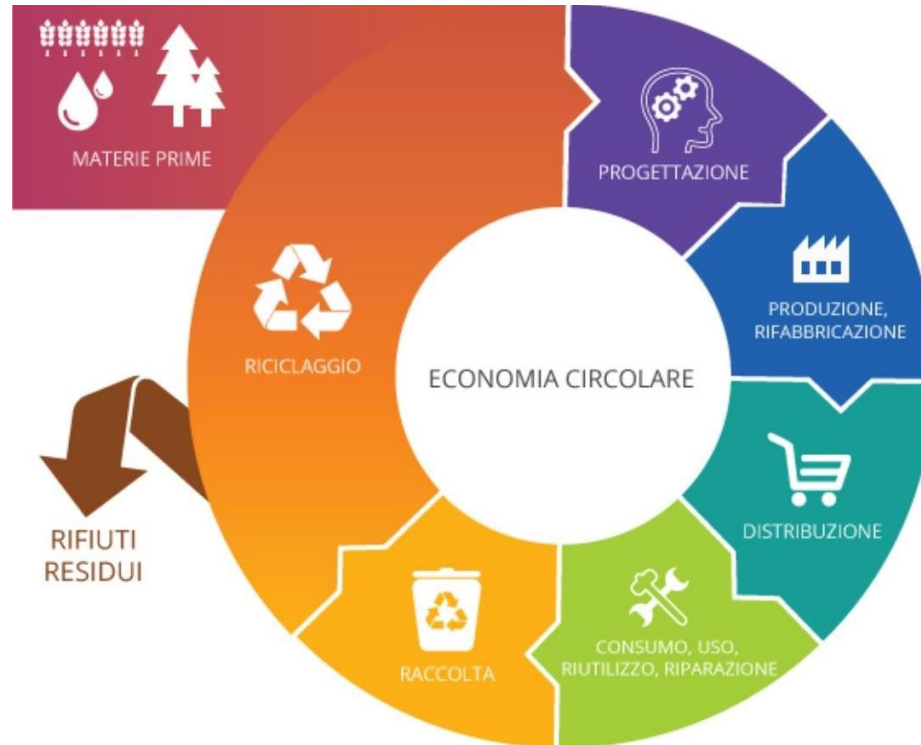 MATERIE PRIME
PROGETTAZIONE
PRODUZIONE,
RIFABBRICAZIONE
DISTRIBUZIONE
CONSUMO, USO,
RIUTILIZZO, RIPARAZIONE
RACCOLTA
RICICLAGGIO
RIFIUTI
RESIDUI
ECONOMIA CIRCOLARE